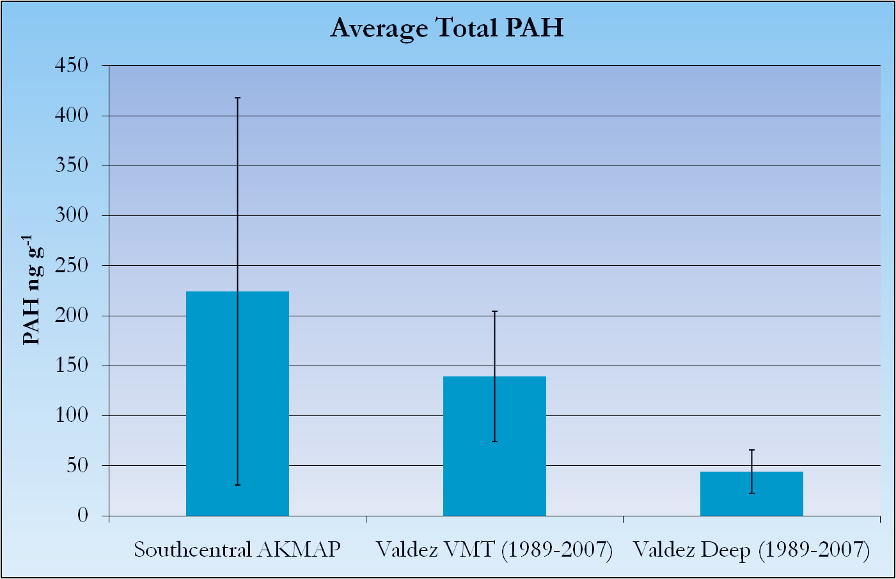 Average Total PAH
PAH ng g-1
450
400
350
300
250
200
150
100
50
0
Southcentral AKMAP
Valdez VMT (1989-2007)
Valdez Deep (1989-2007)